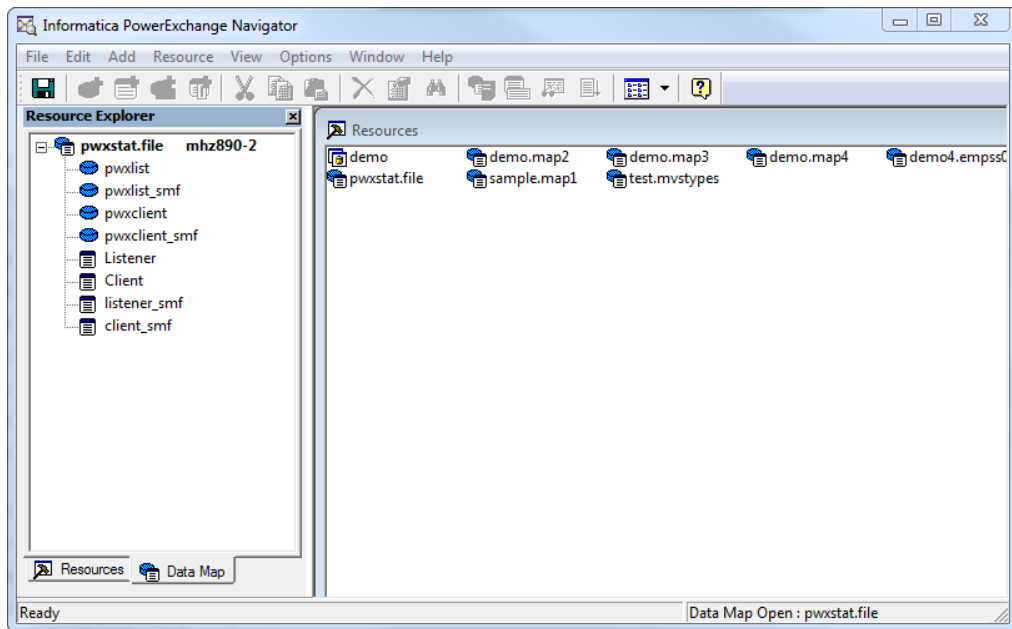 Informatica PowerExchange Navigator
File Edit Add Resource View Options Window Help
Resource Explorer
pwxstat.file mhz890-2
pwxlist
pwxlist_smf
pwxclient
pwxclient_smf
Listener
Client
listener_smf
client_smf
Resources Data Map
Resources
demo demo.map2 demo.map3 demo.map4 demo4.empss0
pwxstat.file sample.map1 test.mvstypes
Ready Data Map Open : pwxstat.file